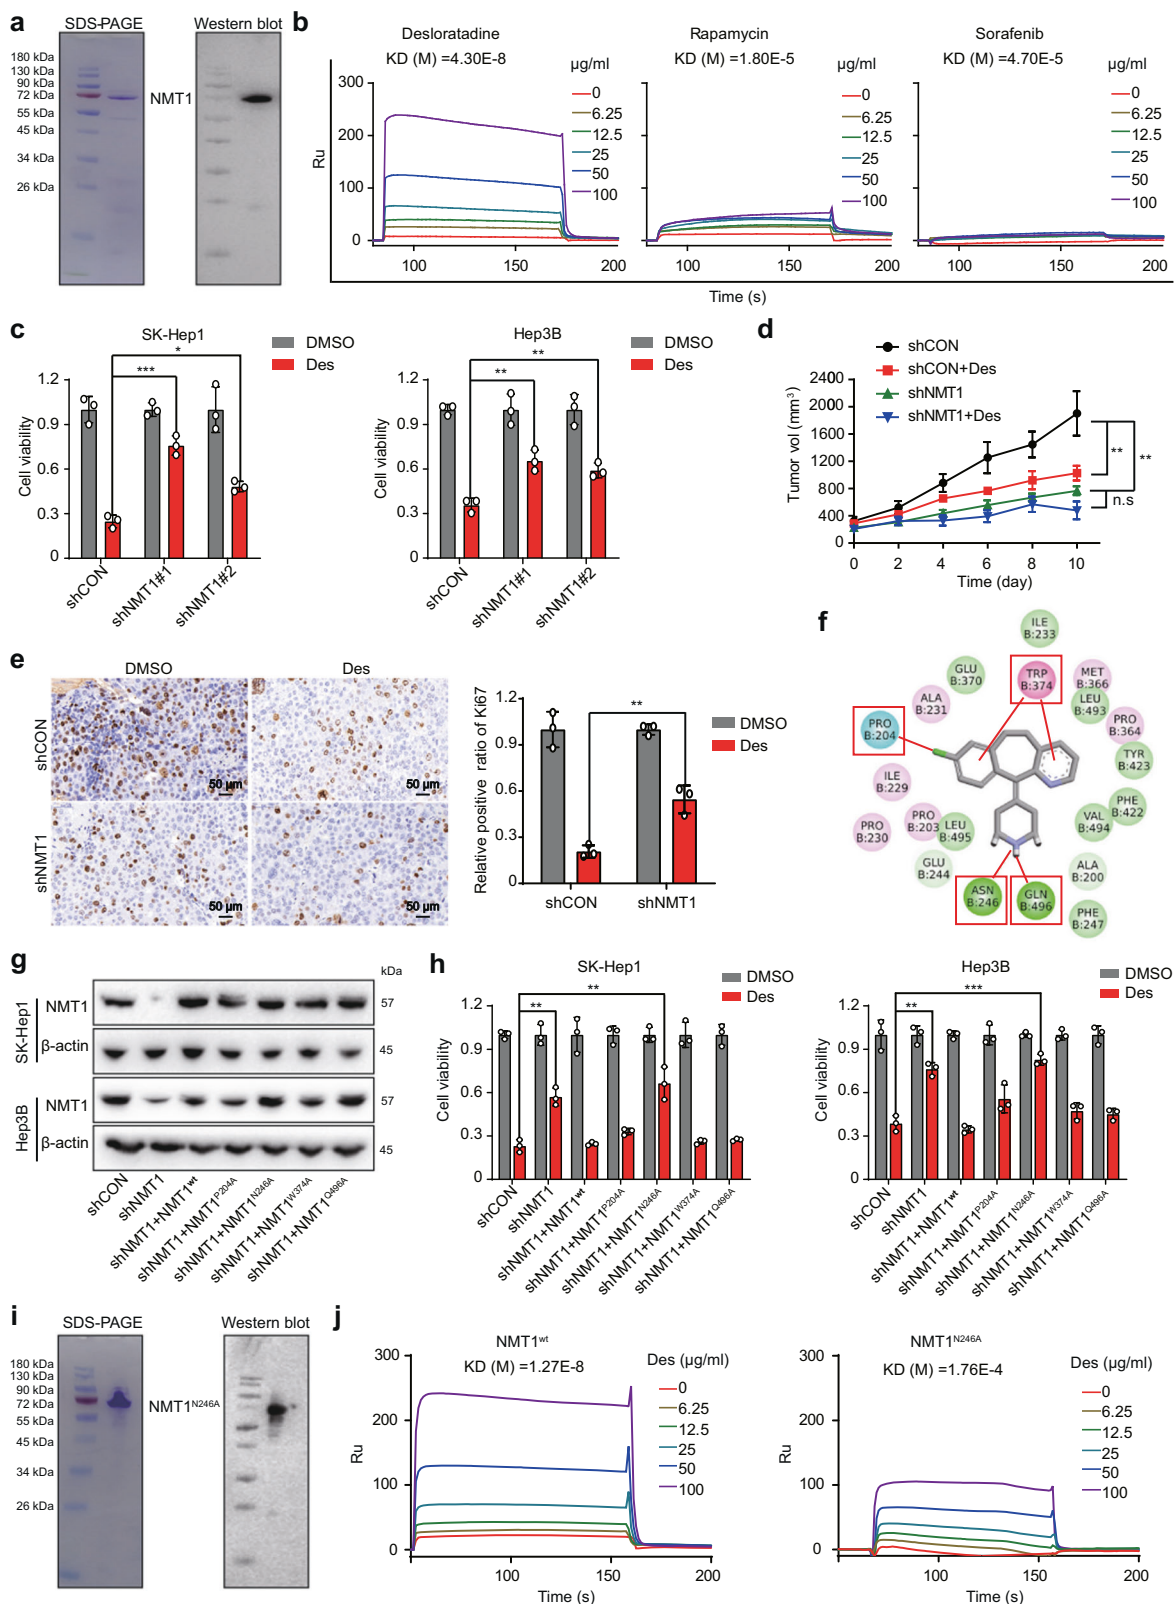 a
SDS-PAGE
Western blot
180 kDa
130 kDa
90 kDa
72 kDa
55 kDa
45 kDa
34 kDa
26 kDa
NMT1
b
Desloratadine
KD (M) =4.30E-8
Rapamycin
KD (M) =1.80E-5
Sorafenib
KD (M) =4.70E-5
µg/ml
0
6.25
12.5
25
50
100
µg/ml
0
6.25
12.5
25
50
100
µg/ml
0
6.25
12.5
25
50
100
Ru
300
200
100
0
100 150 200
100 150 200
100 150 200
Time (s)
c
SK-Hep1
DMSO
Des
*
***
Cell viability
1.2
0.9
0.6
0.3
0
shCON
shNMT1#1
shNMT1#2
Hep3B
DMSO
Des
**
**
Cell viability
1.2
0.9
0.6
0.3
0
shCON
shNMT1#1
shNMT1#2
d
shCON
shCON+Des
shNMT1
shNMT1+Des
Tumor vol (mm³)
2400
2000
1600
1200
800
400
0
0 2 4 6 8 10
Time (day)
**
**
n.s
e
DMSO
Des
shCON
shNMT1
50 µm
50 µm
50 µm
50 µm
Relative positive ratio of Ki67
1.2
0.9
0.6
0.3
0
**
DMSO
Des
shCON
shNMT1
f
ILE
B:233
GLU
B:370
TRP
B:374
MET
B:366
LEU
B:493
ALA
B:231
PRO
B:364
PRO
B:204
TYR
B:423
ILE
B:229
PHE
B:422
VAL
B:494
PRO
B:203
LEU
B:495
PRO
B:230
GLU
B:244
ALA
B:200
ASN
B:246
GLN
B:496
PHE
B:247
g
kDa
SK-Hep1
NMT1
57
β-actin
45
Hep3B
NMT1
57
β-actin
45
shCON
shNMT1
shNMT1+NMT1wt
shNMT1+NMT1P204A
shNMT1+NMT1N246A
shNMT1+NMT1W374A
shNMT1+NMT1Q496A
h
SK-Hep1
DMSO
Des
**
**
Cell viability
1.2
0.9
0.6
0.3
0
shCON
shNMT1
shNMT1+NMT1wt
shNMT1+NMT1P204A
shNMT1+NMT1N246A
shNMT1+NMT1W374A
shNMT1+NMT1Q496A
Hep3B
DMSO
Des
***
**
Cell viability
1.2
0.9
0.6
0.3
0
shCON
shNMT1
shNMT1+NMT1wt
shNMT1+NMT1P204A
shNMT1+NMT1N246A
shNMT1+NMT1W374A
shNMT1+NMT1Q496A
i
SDS-PAGE
Western blot
180 kDa
130 kDa
90 kDa
72 kDa
55 kDa
45 kDa
34 kDa
26 kDa
NMT1N246A
j
NMT1wt
KD (M) =1.27E-8
Des (µg/ml)
0
6.25
12.5
25
50
100
Ru
300
200
100
0
100 200
Time (s)
NMT1N246A
KD (M) =1.76E-4
Des (µg/ml)
0
6.25
12.5
25
50
100
Ru
300
200
100
0
100 200
Time (s)